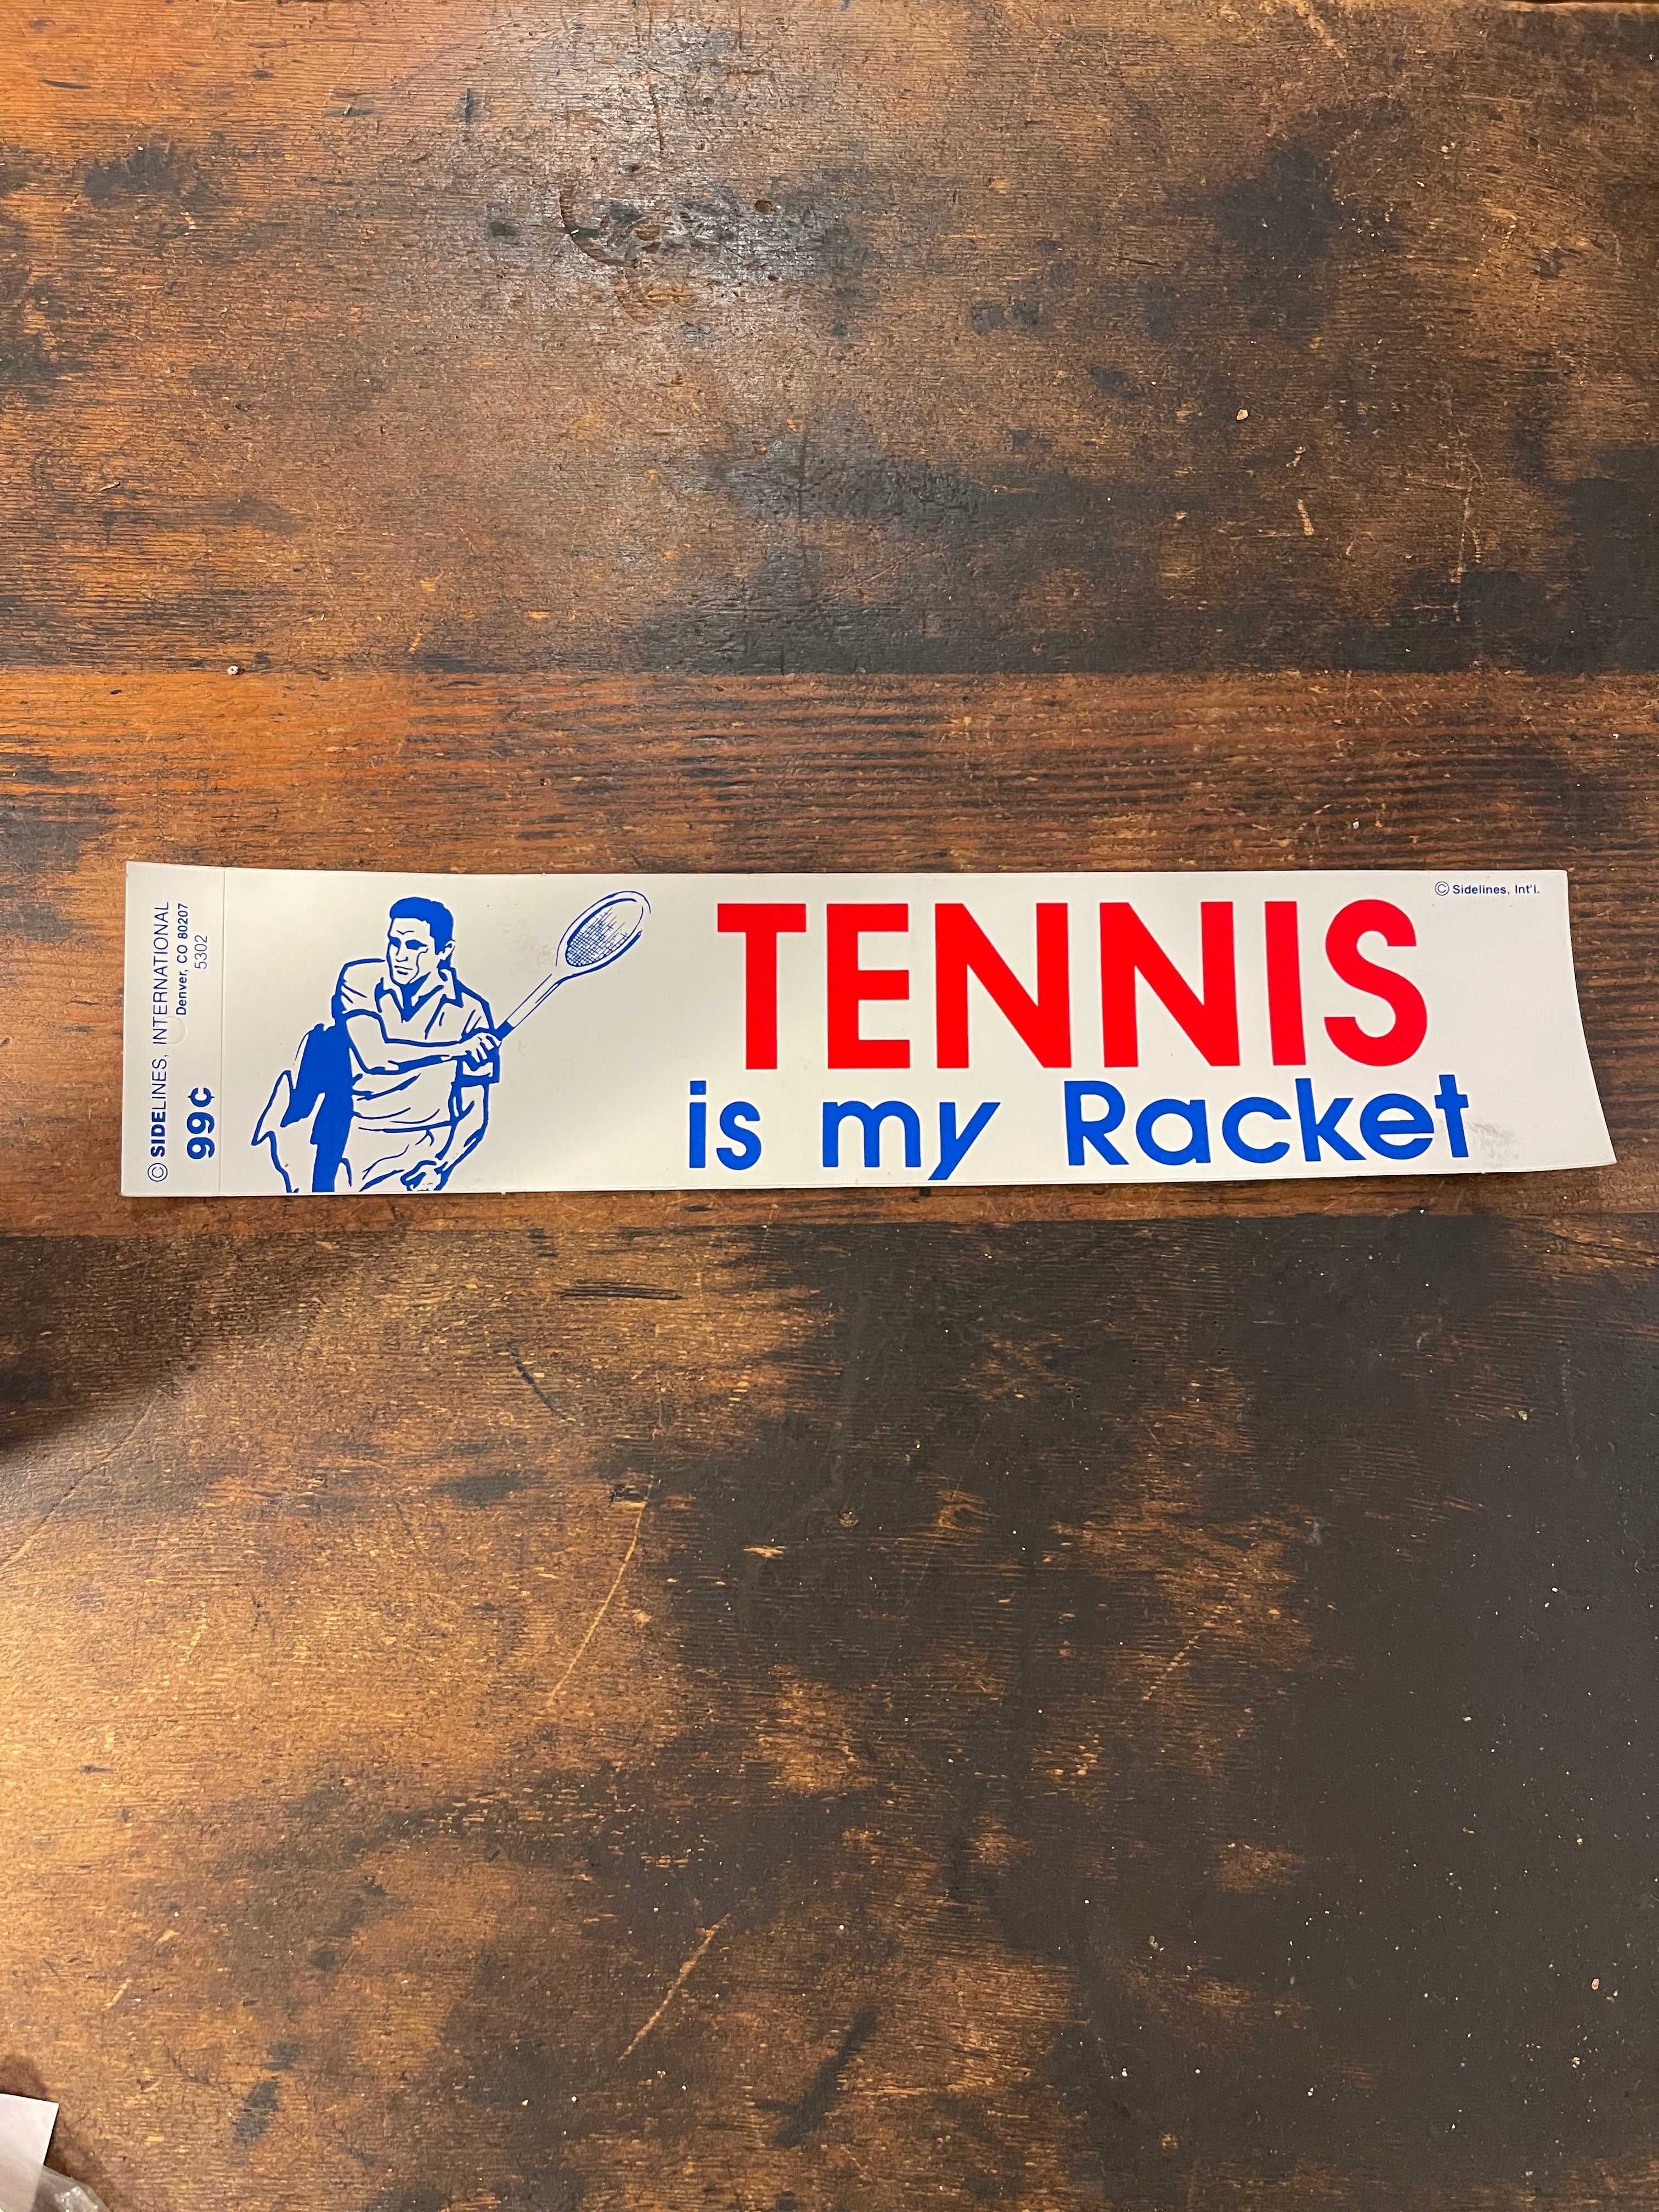 © SIDELINES, INTERNATIONAL
Denver, CO 80207
5302
99¢
© Sidelines, Int'l.
TENNIS
is my Racket